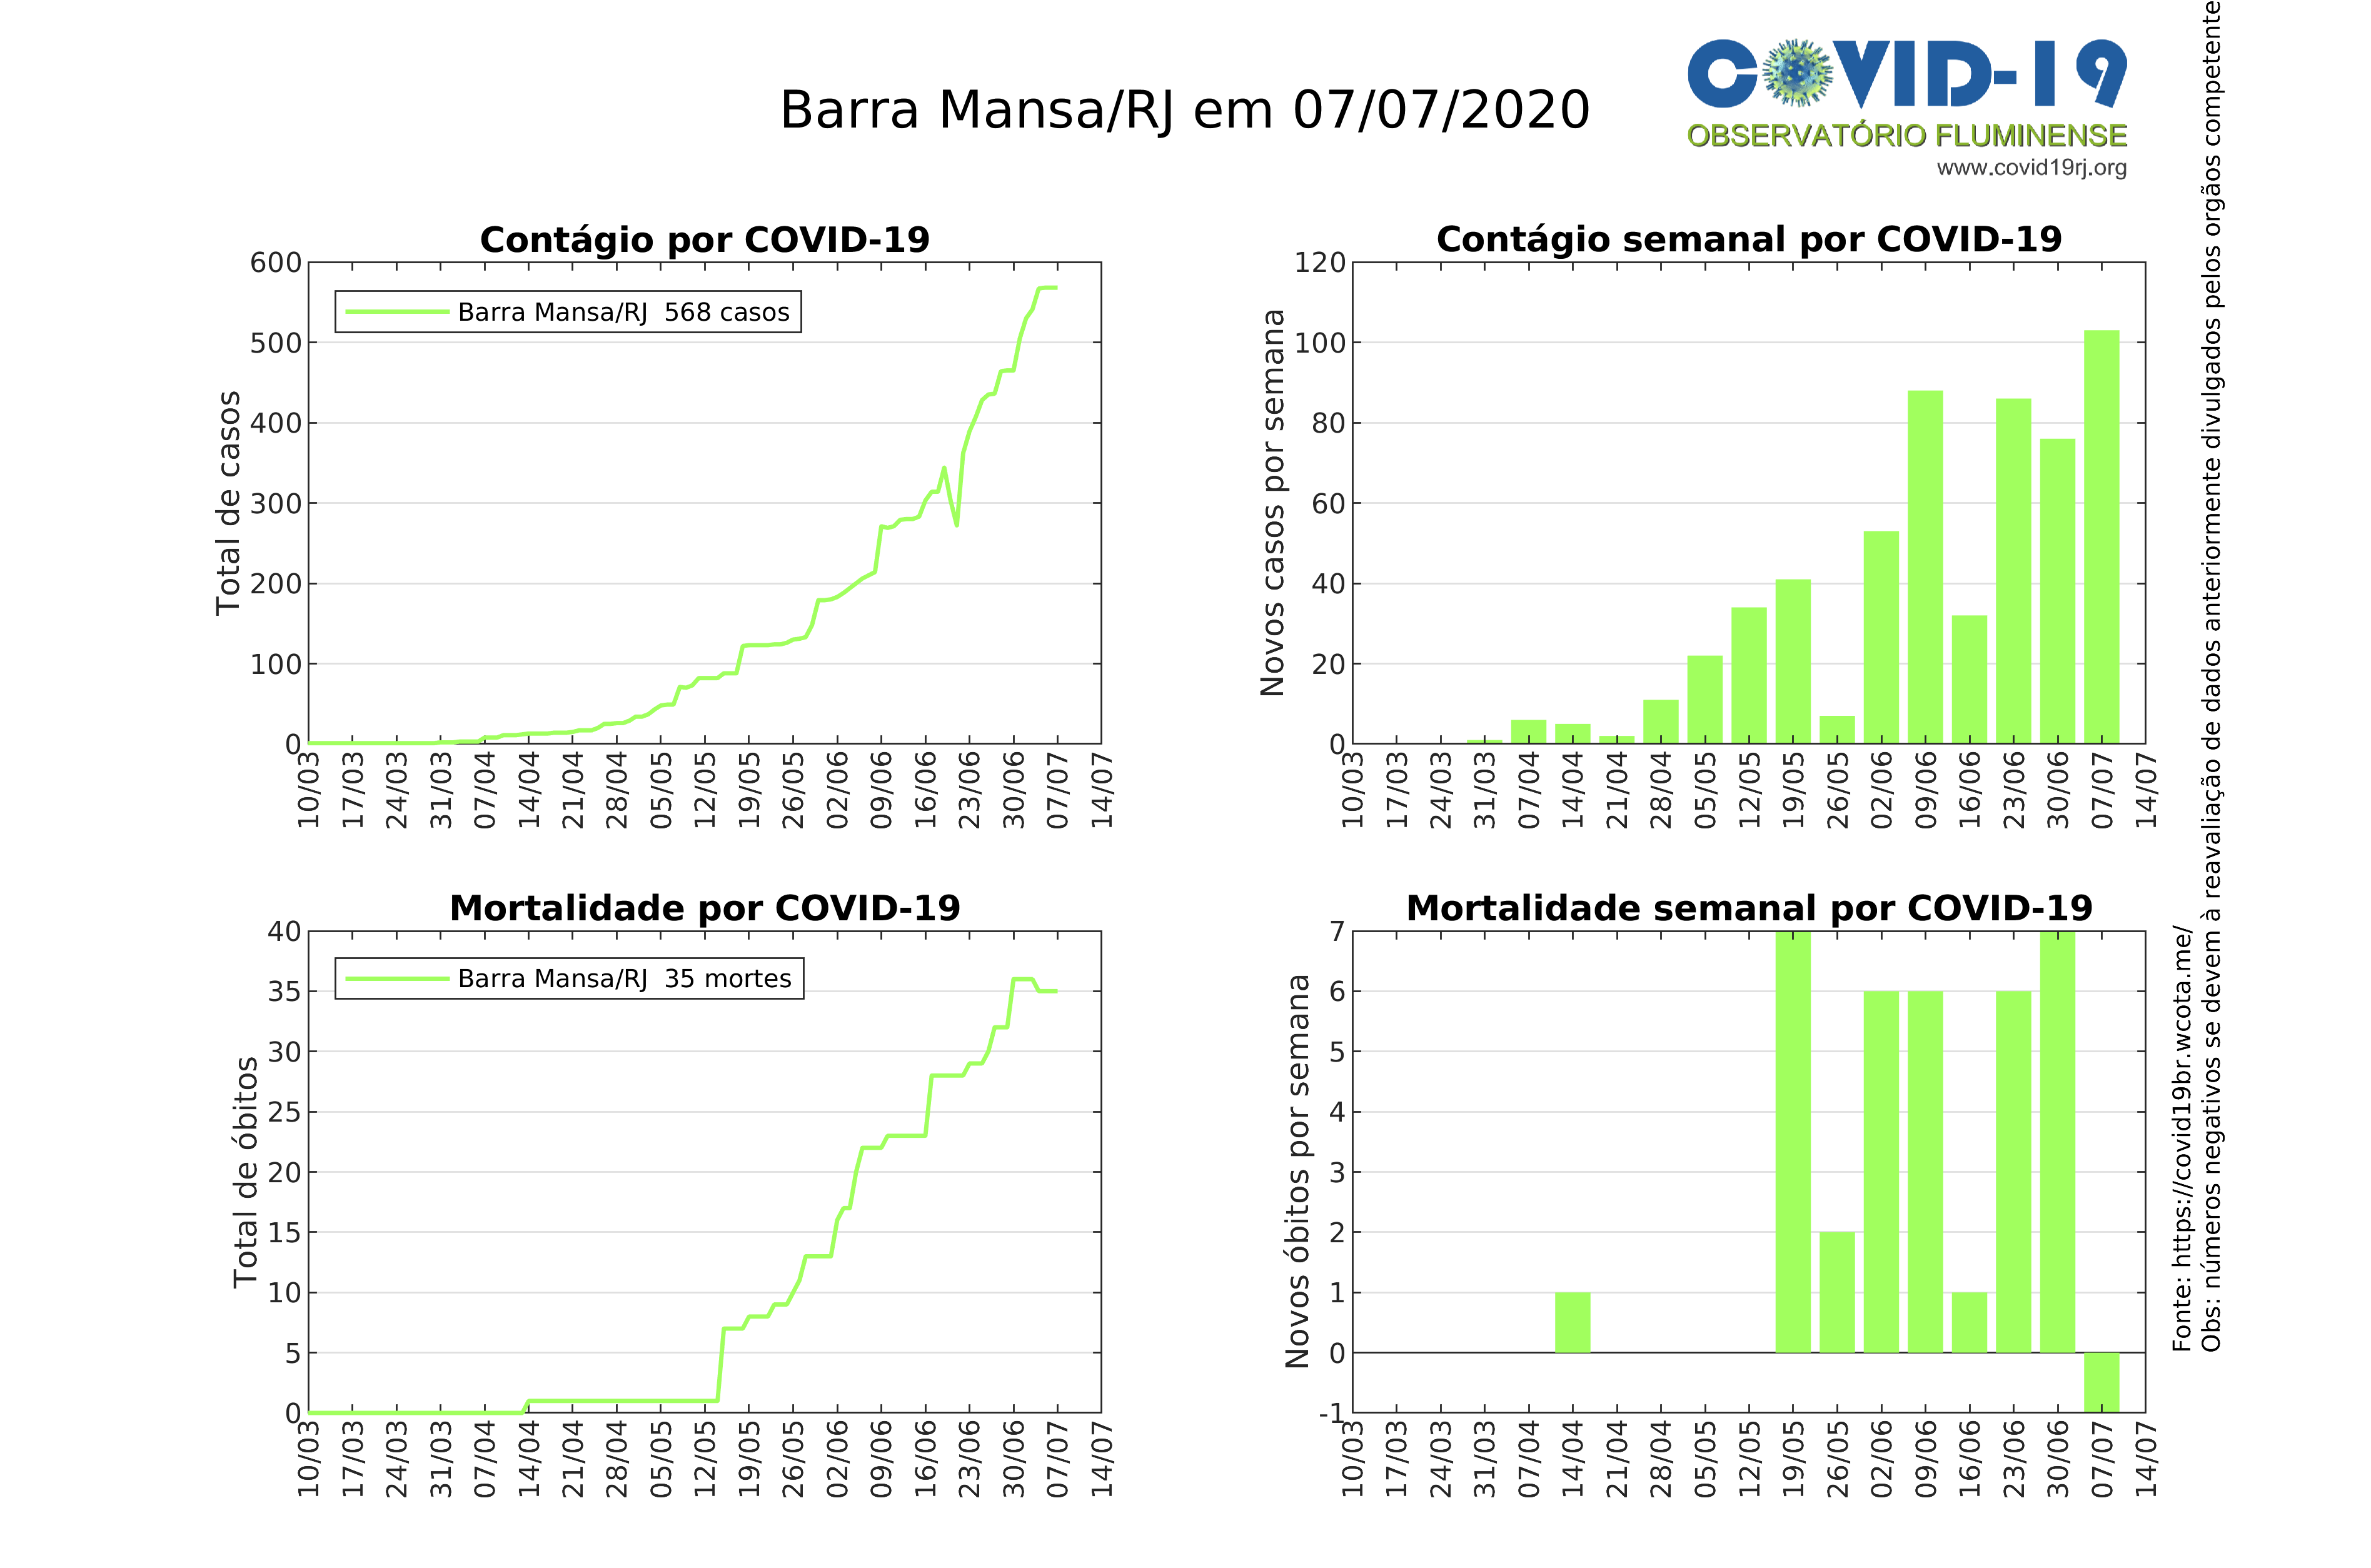 Barra Mansa/RJ em 07/07/2020
COVID-19
OBSERVATÓRIO FLUMINENSE
www.covid19rj.org
Contágio por COVID-19
Total de casos
600
500
400
300
200
100
0
Barra Mansa/RJ 568 casos
10/03 17/03 24/03 31/03 07/04 14/04 21/04 28/04 05/05 12/05 19/05 26/05 02/06 09/06 16/06 23/06 30/06 07/07 14/07
Contágio semanal por COVID-19
Novos casos por semana
120
100
80
60
40
20
0
10/03 17/03 24/03 31/03 07/04 14/04 21/04 28/04 05/05 12/05 19/05 26/05 02/06 09/06 16/06 23/06 30/06 07/07 14/07
Mortalidade por COVID-19
Total de óbitos
40
35
30
25
20
15
10
5
0
Barra Mansa/RJ 35 mortes
10/03 17/03 24/03 31/03 07/04 14/04 21/04 28/04 05/05 12/05 19/05 26/05 02/06 09/06 16/06 23/06 30/06 07/07 14/07
Mortalidade semanal por COVID-19
Novos óbitos por semana
7
6
5
4
3
2
1
0
-1
10/03 17/03 24/03 31/03 07/04 14/04 21/04 28/04 05/05 12/05 19/05 26/05 02/06 09/06 16/06 23/06 30/06 07/07 14/07
Fonte: https://covid19br.wcota.me/
Obs: números negativos se devem à reavaliação de dados anteriormente divulgados pelos orgãos competente